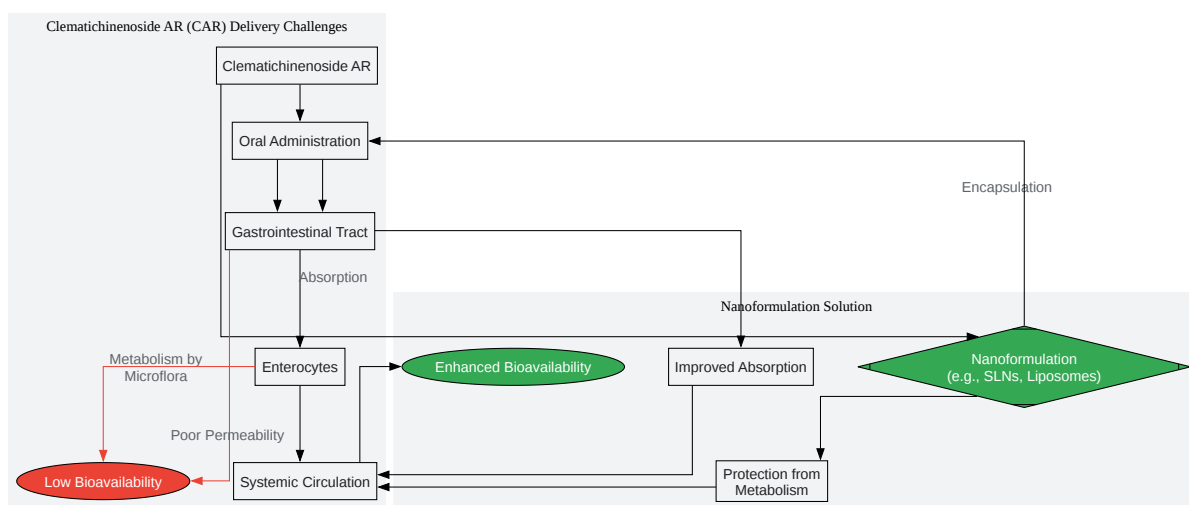 Clematichinenoside AR (CAR) Delivery Challenges
Clematichinenoside AR
Oral Administration
Encapsulation
Gastrointestinal Tract
Absorption
Nanoformulation Solution
Metabolism by
Microflora
Enterocytes
Enhanced Bioavailability
Improved Absorption
Nanoformulation
(e.g., SLNs, Liposomes)
Poor Permeability
Low Bioavailability
Systemic Circulation
Protection from
Metabolism